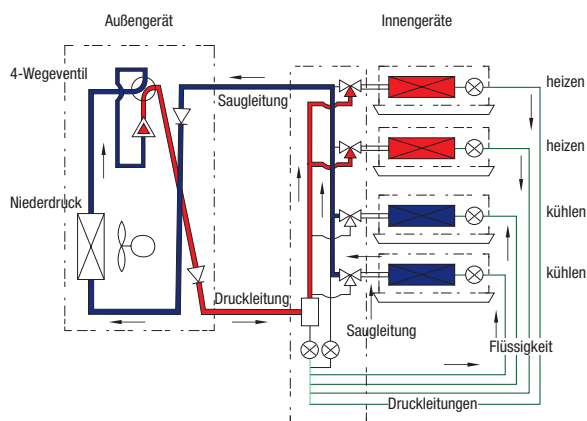 Außengerät
Innengeräte
4-Wegeventil
Saugleitung
heizen
heizen
Niederdruck
kühlen
kühlen
Druckleitung
Saugleitung
Flüssigkeit
Druckleitungen